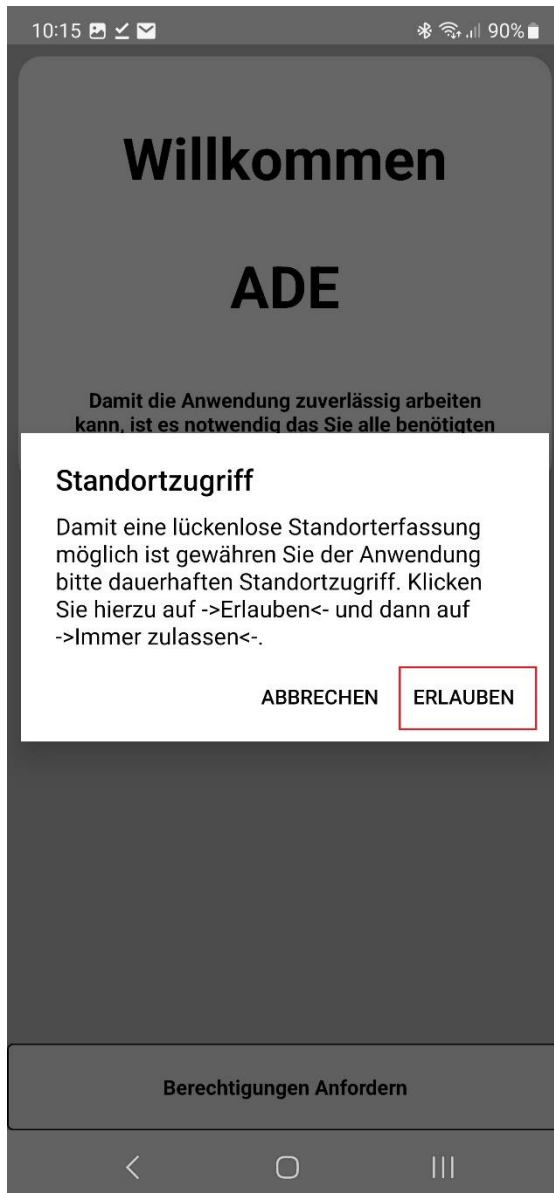 10:15
90%
Willkommen
ADE
Damit die Anwendung zuverlässig arbeiten
kann, ist es notwendig das Sie alle benötigten
Standortzugriff
Damit eine lückenlose Standorterfassung
möglich ist gewähren Sie der Anwendung
bitte dauerhaften Standortzugriff. Klicken
Sie hierzu auf ->Erlauben<- und dann auf
->Immer zulassen<-.
ABBRECHEN ERLAUBEN
Berechtigungen Anfordern